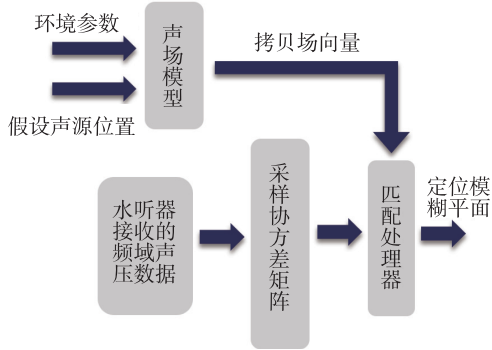 环境参数
假设声源位置
声场模型
拷贝场向量
水听器
接收的
频域声
压数据
采样协方差矩阵
匹配处理器
定位模
糊平面